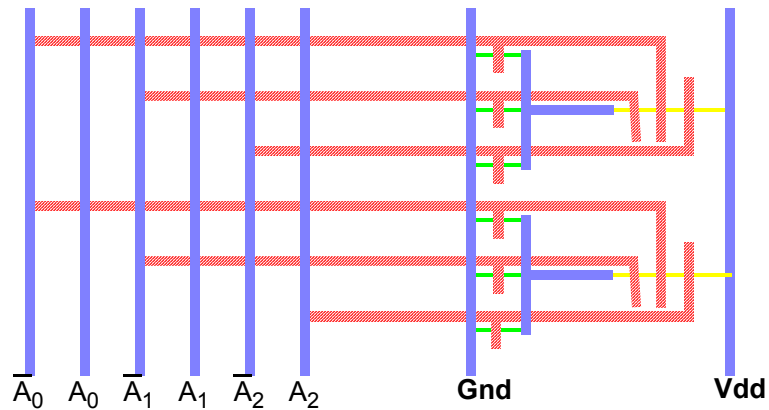 A̅₀ A₀ A̅₁ A₁ A̅₂ A₂ Gnd Vdd